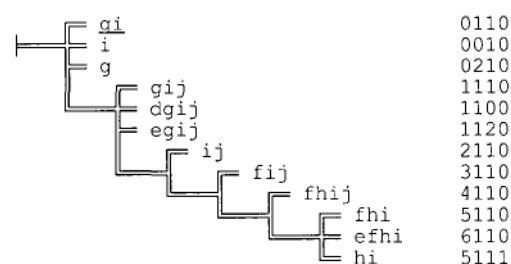 gi 0110
i 0010
g 0210
gij 1110
dgij 1100
egij 1120
ij 2110
fij 3110
fhij 4110
fhi 5110
efhi 6110
hi 5111